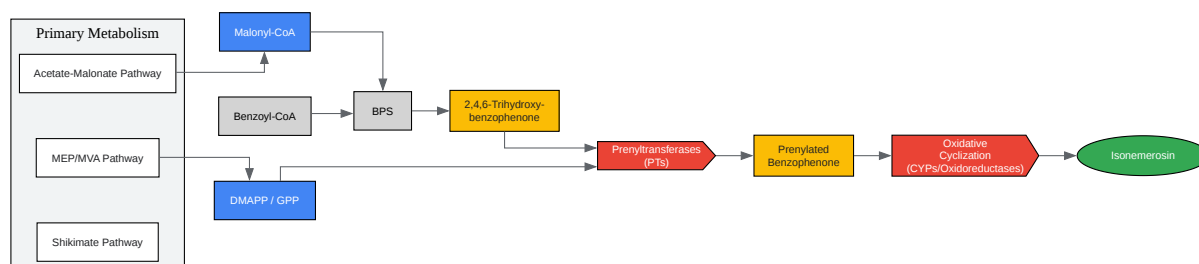 Primary Metabolism
Acetate-Malonate Pathway
MEP/MVA Pathway
Shikimate Pathway
Malonyl-CoA
Benzoyl-CoA
DMAPP / GPP
BPS
2,4,6-Trihydroxy-
benzophenone
Prenyltransferases
(PTs)
Prenylated
Benzophenone
Oxidative
Cyclization
(CYPs/Oxidoreductases)
Isonemerosin